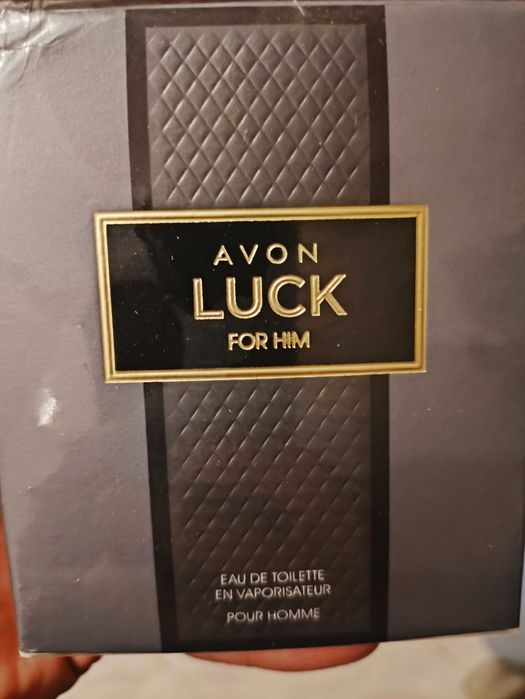 AVON
LUCK
FOR HIM
EAU DE TOILETTE
EN VAPORISATEUR
POUR HOMME